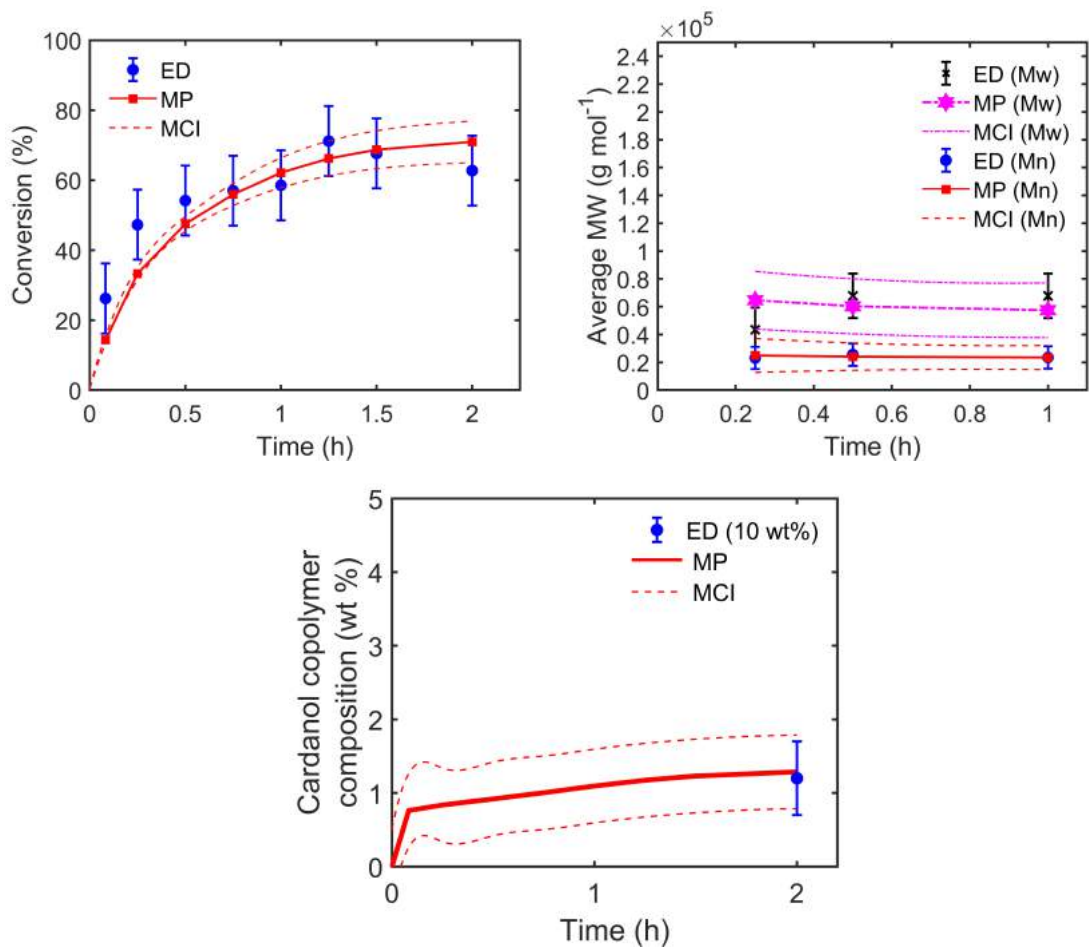 100
80
60
40
20
0
Conversion (%)
ED
MP
MCI
0 0.5 1 1.5 2
Time (h)
×10⁵
2.4
2.2
2
1.8
1.6
1.4
1.2
1
0.8
0.6
0.4
0.2
0
Average MW (g mol⁻¹)
ED (Mw)
MP (Mw)
MCI (Mw)
ED (Mn)
MP (Mn)
MCI (Mn)
0 0.2 0.4 0.6 0.8 1
Time (h)
5
4
3
2
1
0
Cardanol copolymer
composition (wt %)
ED (10 wt%)
MP
MCI
0 1 2
Time (h)